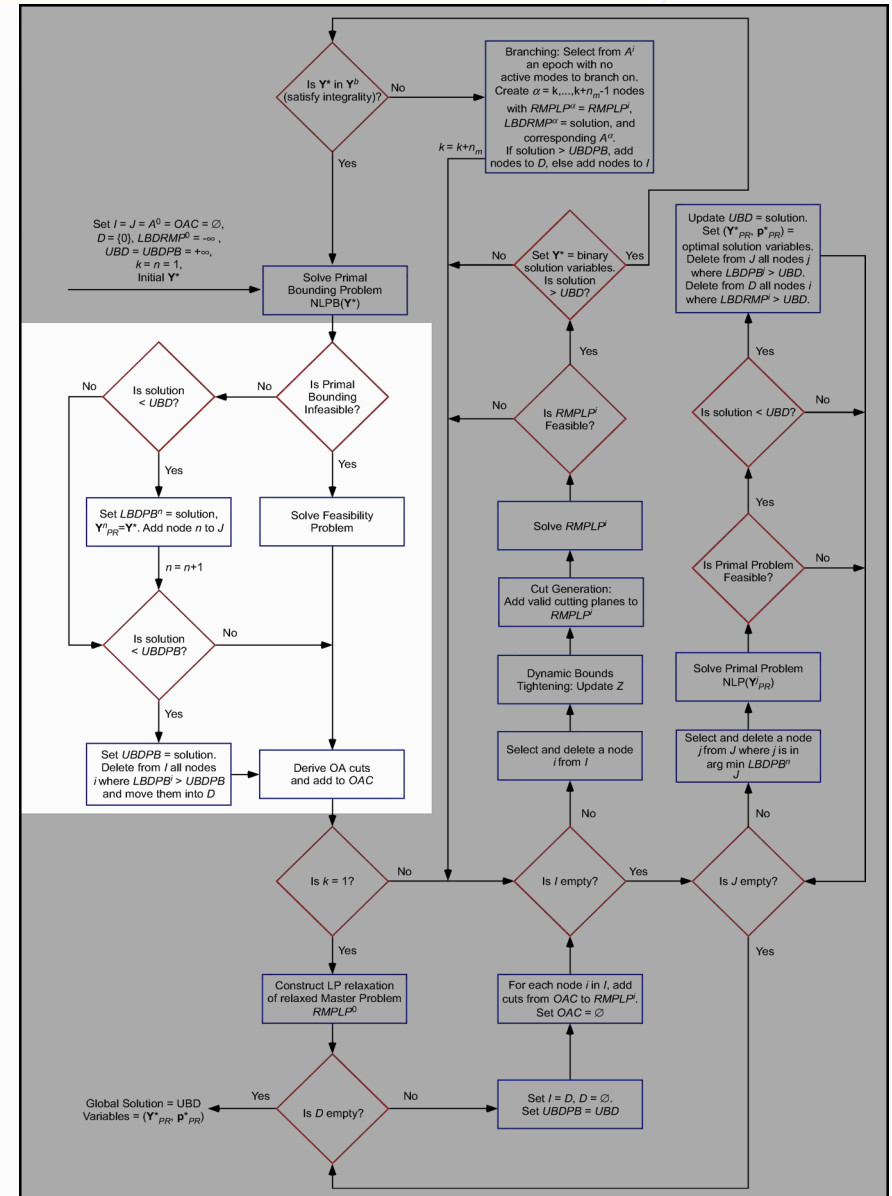 Is Y* in Y^b
(satisfy integrality)?
No
Yes
Branching: Select from A^i
an epoch with no
active modes to branch on.
Create α = k,...,k+n_m-1 nodes
with RMPLP^α = RMPLP^i,
LBDRMP^α = solution, and
corresponding A^α.
If solution > UBDPB, add
nodes to D, else add nodes to I
k = k+n_m
Set I = J = A^0 = OAC = ∅,
D = {0}, LBDRMP^0 = -∞ ,
UBD = UBDPB = +∞,
k = n = 1,
Initial Y*
Solve Primal
Bounding Problem
NLPB(Y*)
No
Set Y* = binary
solution variables.
Is solution
> UBD?
Yes
Yes
Update UBD = solution.
Set (Y*_PR, p*_PR) =
optimal solution variables.
Delete from J all nodes j
where LBDPB^j > UBD.
Delete from D all nodes i
where LBDRMP^i > UBD.
Yes
No
Is solution
< UBD?
No
Is Primal
Bounding
Infeasible?
Yes
Yes
No
Is RMPLP^i
Feasible?
Is solution < UBD?
No
Yes
Set LBDPB^n = solution,
Y^n_PR=Y*. Add node n to J
Solve Feasibility
Problem
Solve RMPLP^i
n = n+1
Is Primal Problem
Feasible?
No
Cut Generation:
Add valid cutting planes to
RMPLP^i
Is solution
< UBDPB?
No
Yes
Dynamic Bounds
Tightening: Update Z
Solve Primal Problem
NLP(Y^j_PR)
Set UBDPB = solution.
Delete from I all nodes
i where LBDPB^i > UBDPB
and move them into D
Derive OA cuts
and add to OAC
Select and delete a node
i from I
Select and delete a node
j from J where j is in
arg min LBDPB^n
J
No
No
Is k = 1?
No
Is I empty?
Yes
Is J empty?
Yes
Yes
Construct LP relaxation
of relaxed Master Problem
RMPLP^0
For each node i in I, add
cuts from OAC to RMPLP^i.
Set OAC = ∅
Global Solution = UBD
Variables = (Y*_PR, p*_PR)
Yes
Is D empty?
No
Set I = D, D = ∅.
Set UBDPB = UBD